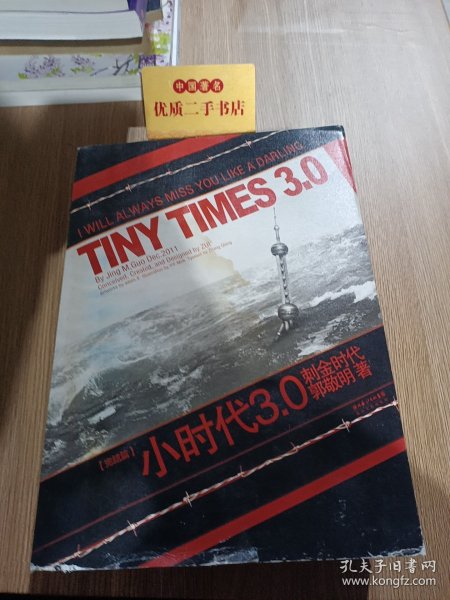 中国著名
优质二手书店
I WILL ALWAYS MISS YOU LIKE A DARLING
TINY TIMES 3.0
By Jing M.Guo Dec.2011
Conceived, Created, and Designed by ZUI
【完结篇】
小时代3.0
刺金时代
郭敬明 著
孔夫子旧书网
www.kongfz.com